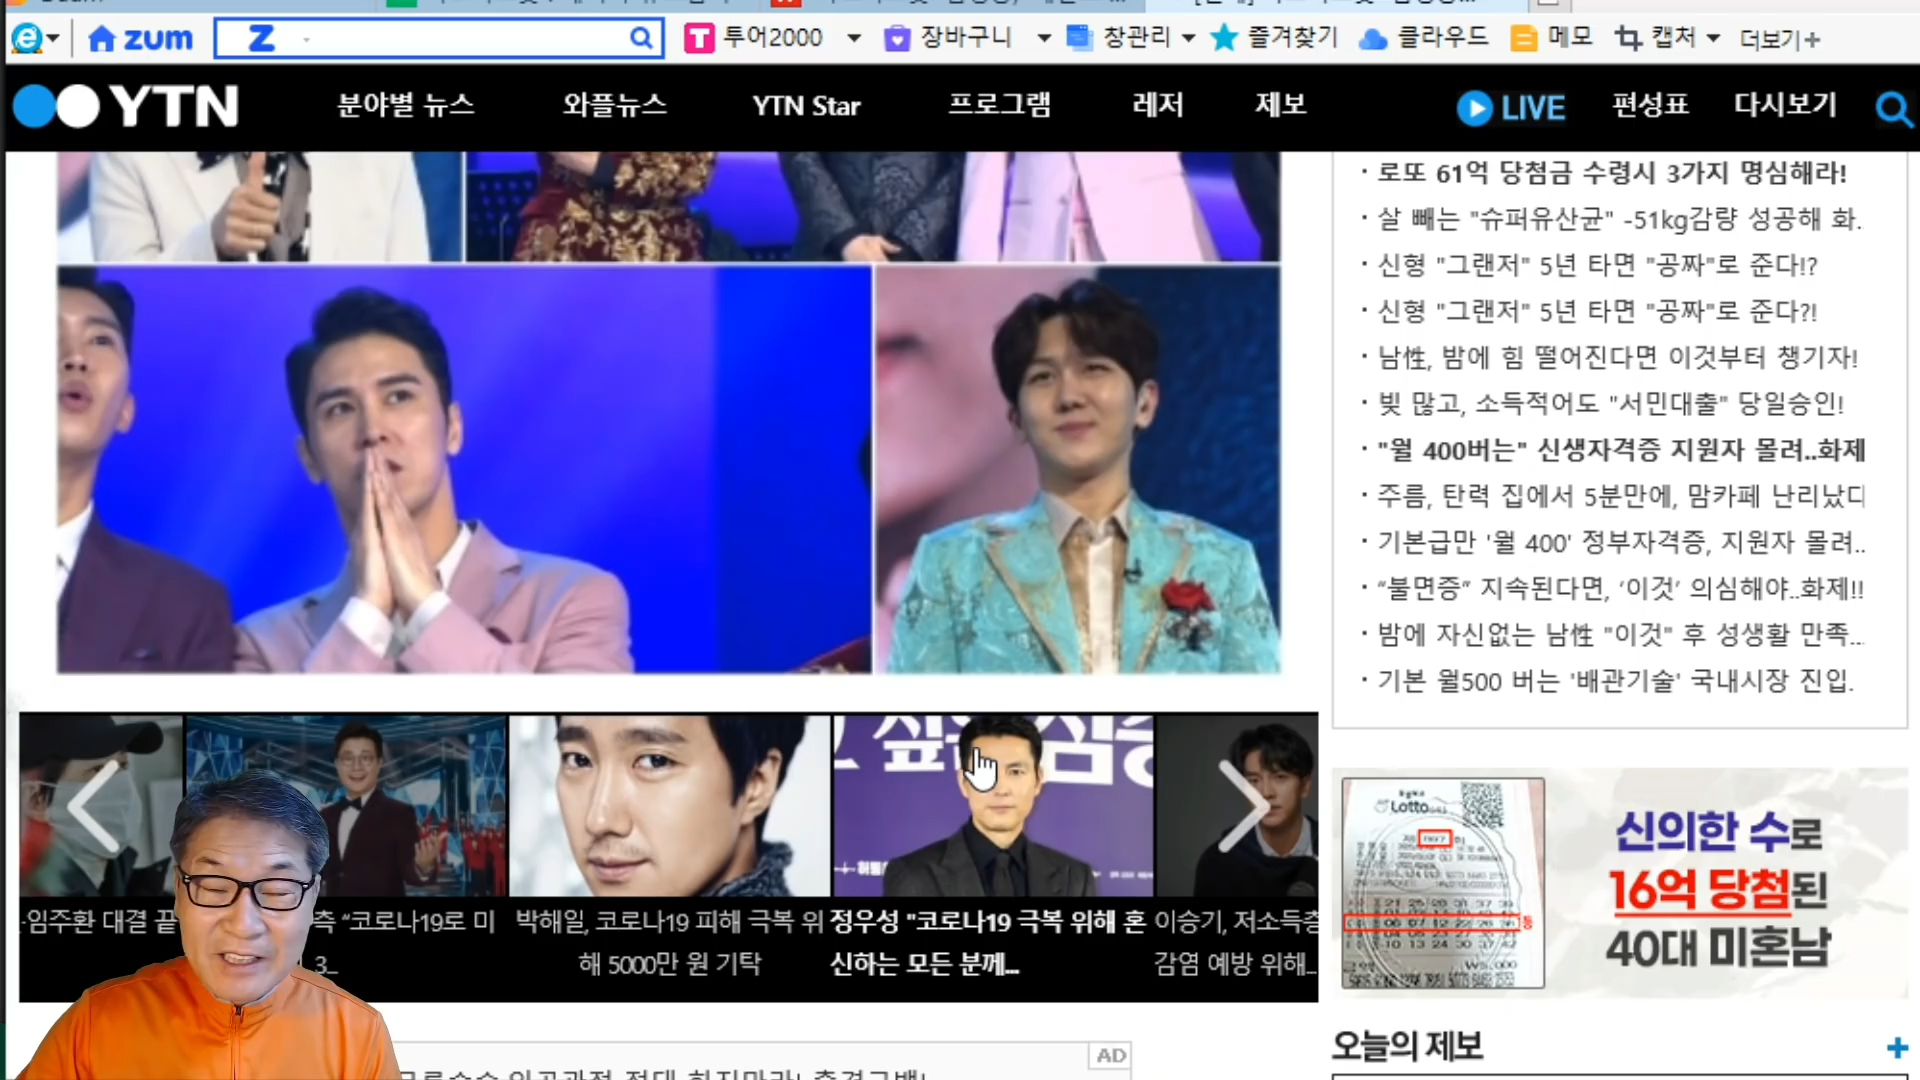 zum
Z
투어2000
장바구니
창관리
즐겨찾기
클라우드
메모
캡처
더보기+
YTN
분야별 뉴스
와플뉴스
YTN Star
프로그램
레저
제보
LIVE
편성표
다시보기
· 로또 61억 당첨금 수령시 3가지 명심해라!
· 살 빼는 "슈퍼유산균" -51kg감량 성공해 화.
· 신형 "그랜저" 5년 타면 "공짜"로 준다!?
· 신형 "그랜저" 5년 타면 "공짜"로 준다?!
· 남性, 밤에 힘 떨어진다면 이것부터 챙기자!
· 빚 많고, 소득적어도 "서민대출" 당일승인!
· "월 400버는" 신생자격증 지원자 몰려..화제
· 주름, 탄력 집에서 5분만에, 맘카페 난리났다
· 기본급만 '월 400' 정부자격증, 지원자 몰려..
· “불면증” 지속된다면, ‘이것’ 의심해야..화제!!
· 밤에 자신없는 남性 "이것" 후 성생활 만족...
· 기본 월500 버는 '배관기술' 국내시장 진입.
-임주환 대결 끝
측 “코로나19로 미
3...
박해일, 코로나19 피해 극복 위
해 5000만 원 기탁
정우성 "코로나19 극복 위해 혼
신하는 모든 분께...
이승기, 저소득층
감염 예방 위해...
Lotto
신의한 수로
16억 당첨된
40대 미혼남
오늘의 제보
+
AD